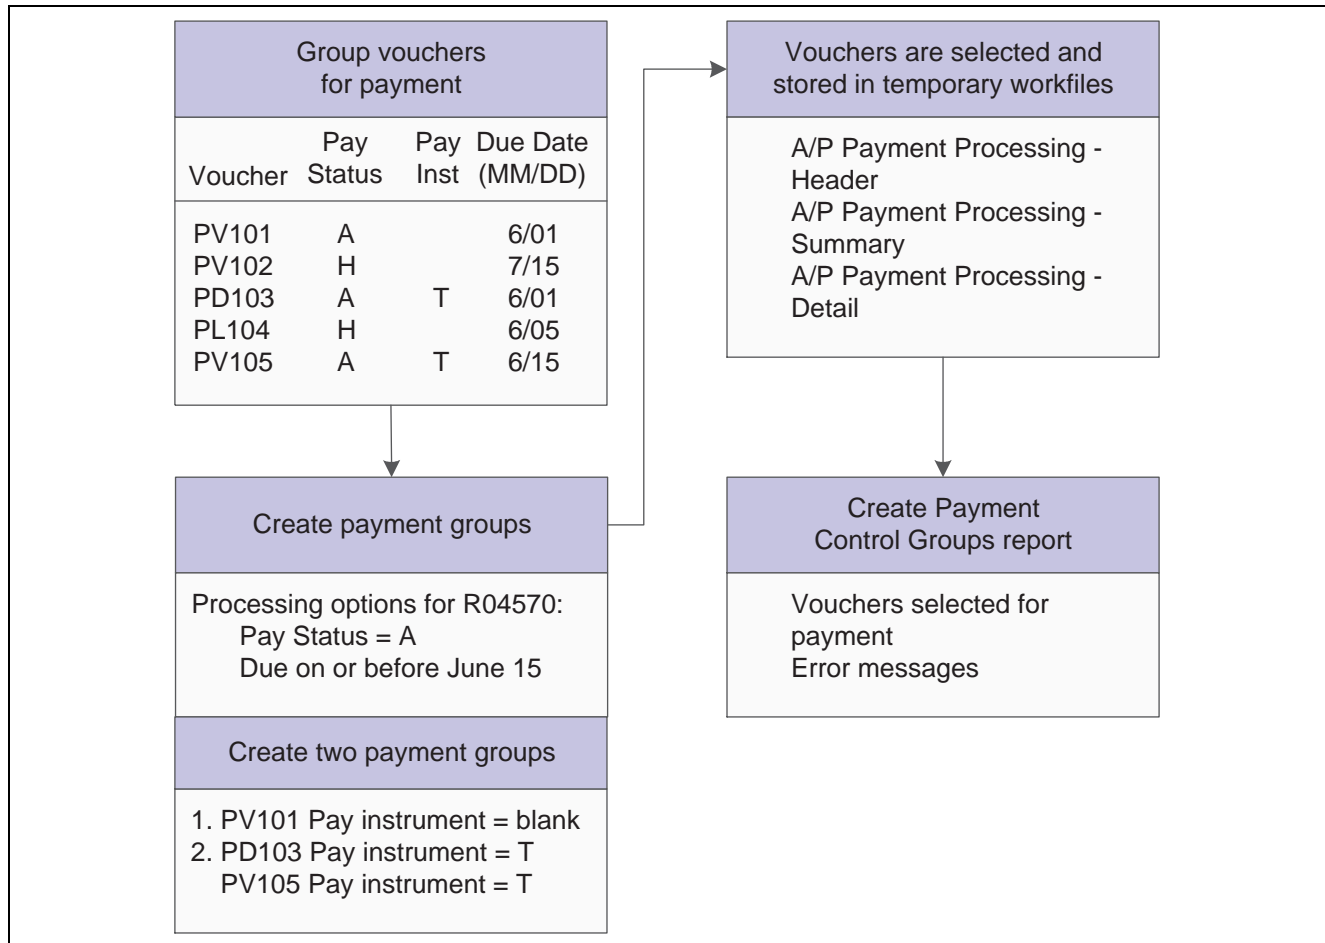 Group vouchers
for payment
Pay Pay Due Date
Voucher Status Inst (MM/DD)
PV101 A 6/01
PV102 H 7/15
PD103 A T 6/01
PL104 H 6/05
PV105 A T 6/15
Create payment groups
Processing options for R04570:
Pay Status = A
Due on or before June 15
Create two payment groups
1. PV101 Pay instrument = blank
2. PD103 Pay instrument = T
PV105 Pay instrument = T
Vouchers are selected and
stored in temporary workfiles
A/P Payment Processing -
Header
A/P Payment Processing -
Summary
A/P Payment Processing -
Detail
Create Payment
Control Groups report
Vouchers selected for
payment
Error messages